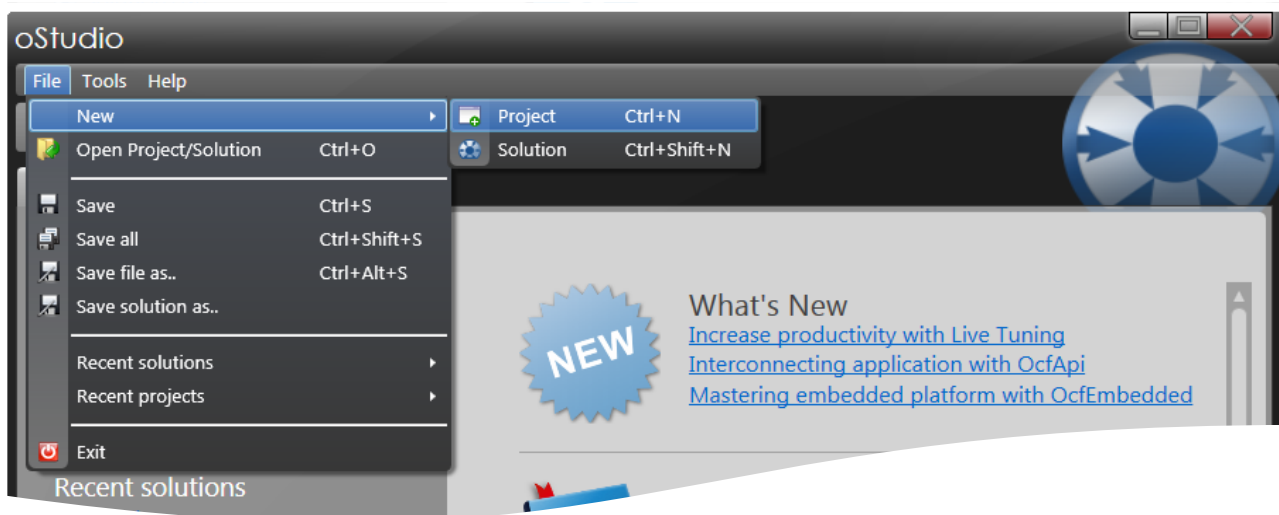 oStudio
File Tools Help
New
Project Ctrl+N
Open Project/Solution Ctrl+O
Solution Ctrl+Shift+N
Save Ctrl+S
Save all Ctrl+Shift+S
Save file as.. Ctrl+Alt+S
Save solution as..
What's New
Increase productivity with Live Tuning
NEW
Interconnecting application with OcfApi
Recent solutions
Mastering embedded platform with OcfEmbedded
Recent projects
Exit
Recent solutions